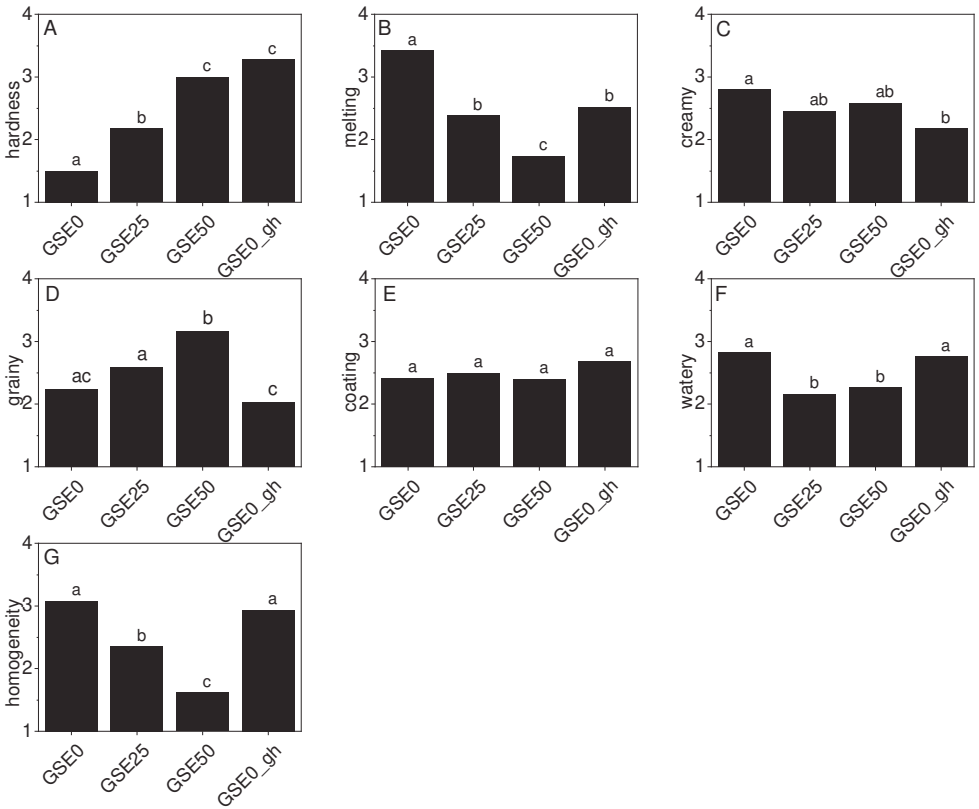 A
hardness
4
3
2
1
a
b
c
c
GSE0
GSE25
GSE50
GSE0_gh
B
melting
4
3
2
1
a
b
c
b
GSE0
GSE25
GSE50
GSE0_gh
C
creamy
4
3
2
1
a
ab
ab
b
GSE0
GSE25
GSE50
GSE0_gh
D
grainy
4
3
2
1
ac
a
b
c
GSE0
GSE25
GSE50
GSE0_gh
E
coating
4
3
2
1
a
a
a
a
GSE0
GSE25
GSE50
GSE0_gh
F
watery
4
3
2
1
a
b
b
a
GSE0
GSE25
GSE50
GSE0_gh
G
homogeneity
4
3
2
1
a
b
c
a
GSE0
GSE25
GSE50
GSE0_gh